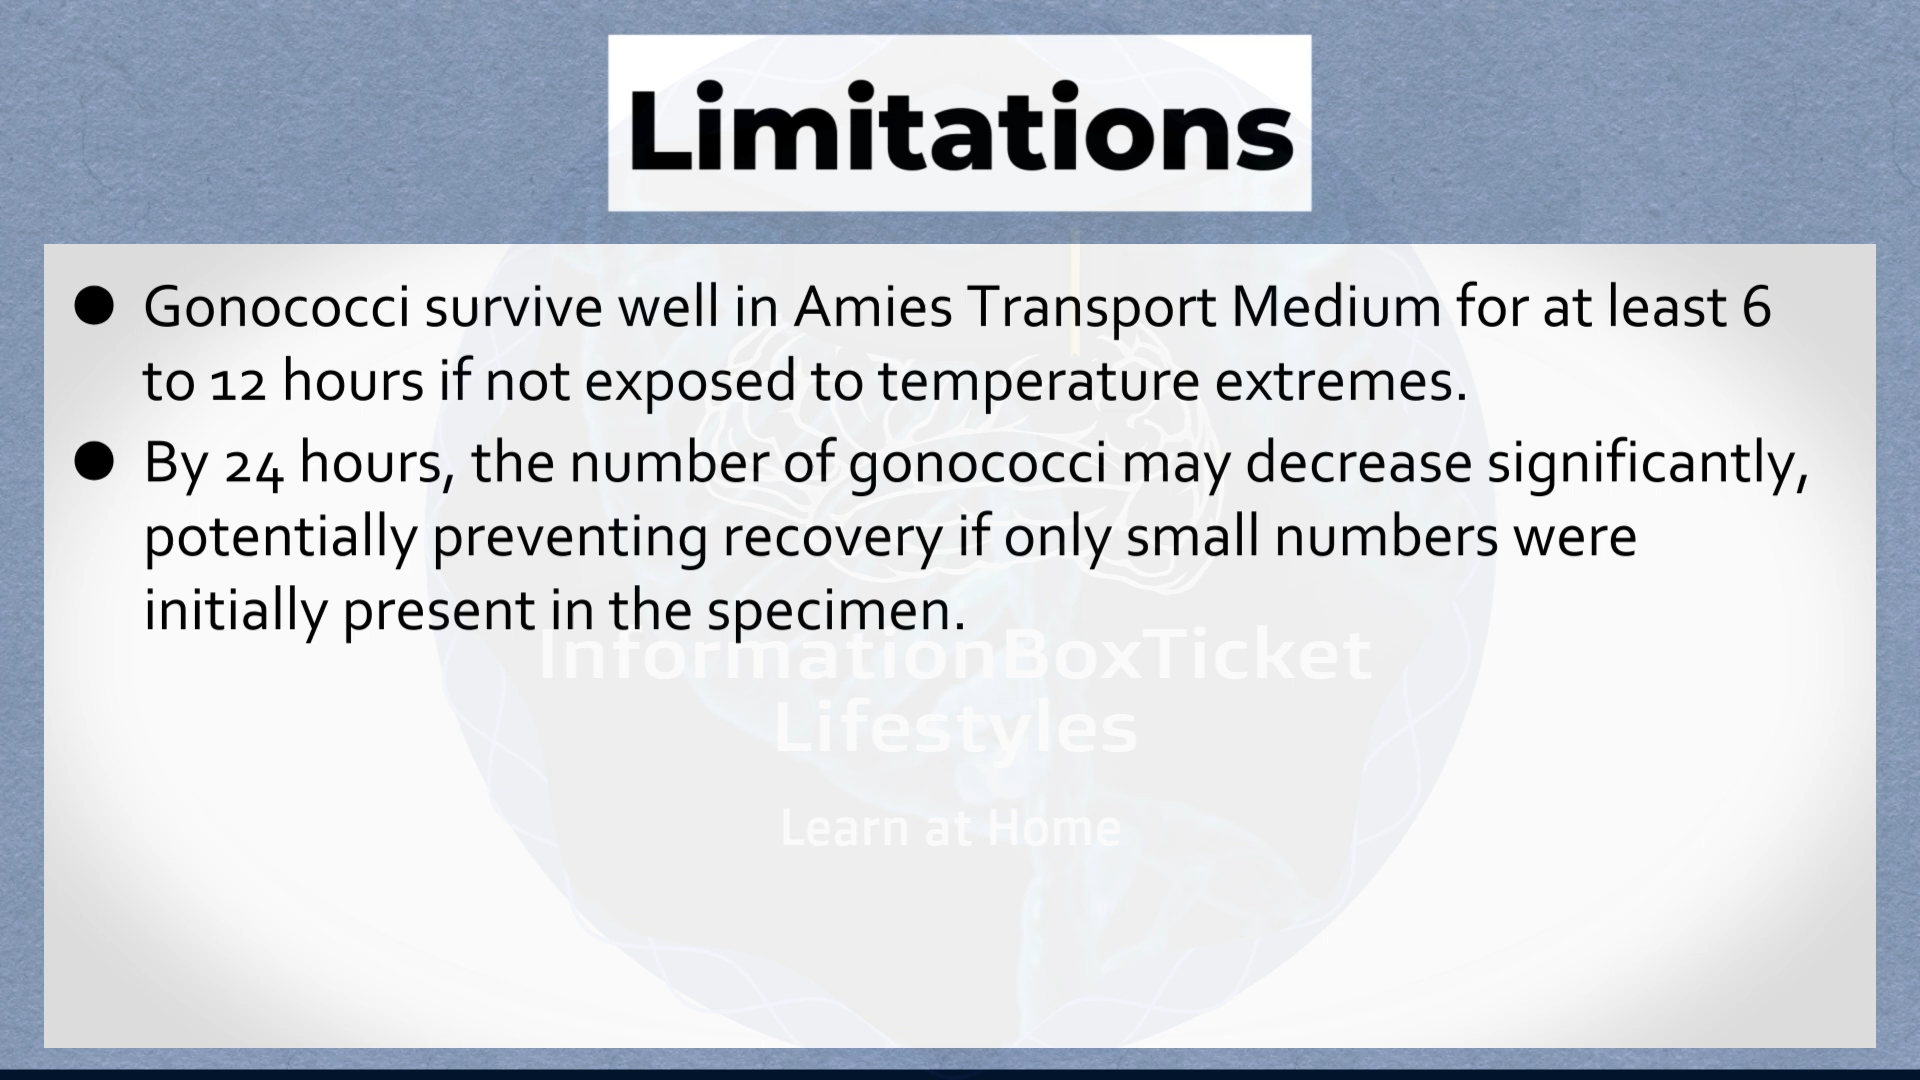 Limitations
● Gonococci survive well in Amies Transport Medium for at least 6
to 12 hours if not exposed to temperature extremes.
● By 24 hours, the number of gonococci may decrease significantly,
potentially preventing recovery if only small numbers were
initially present in the specimen.
InformationBoxTicket
Lifestyles
Learn at Home